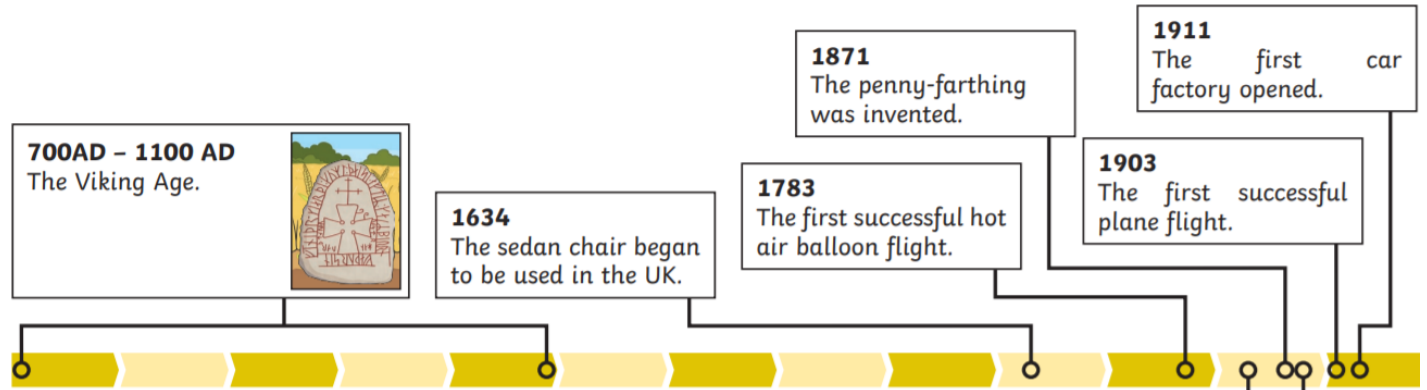 700AD – 1100 AD
The Viking Age.
1634
The sedan chair began
to be used in the UK.
1783
The first successful hot
air balloon flight.
1871
The penny-farthing
was invented.
1903
The first successful
plane flight.
1911
The first car
factory opened.